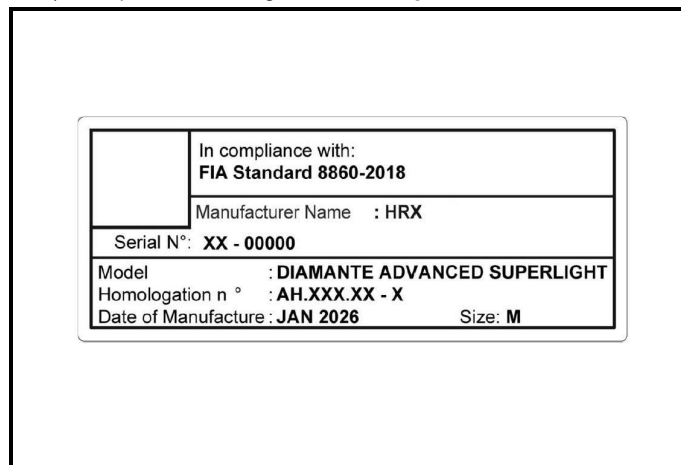 In compliance with:
FIA Standard 8860-2018
Manufacturer Name : HRX
Serial N°: XX - 00000
Model : DIAMANTE ADVANCED SUPERLIGHT
Homologation n ° : AH.XXX.XX - X
Date of Manufacture : JAN 2026 Size: M